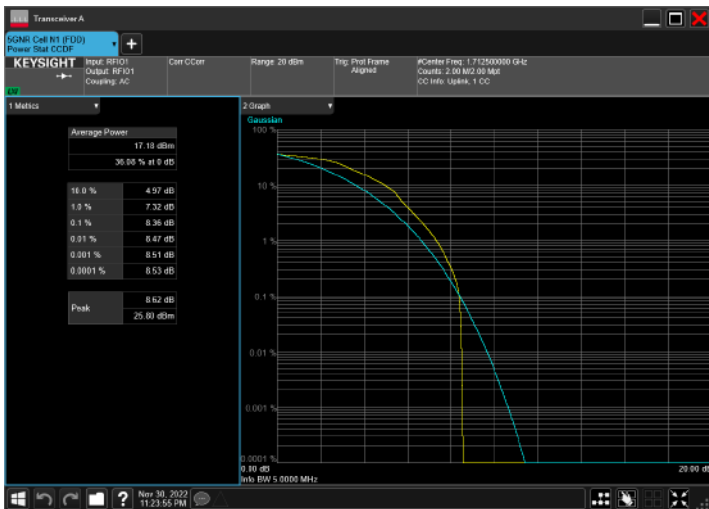 Transceiver A
5GNR Cell N1 (FDD)
Power Stat CCDF
KEYSIGHT
Input: RFIO1
Output: RFIO1
Coupling: AC
Corr CCorr
Range: 20 dBm
Trig: Prot Frame
Aligned
#Center Freq: 1.712500000 GHz
Counts: 2.00 M/2.00 Mpt
CC Info: Uplink, 1 CC
1 Metrics
Average Power
17.18 dBm
36.08 % at 0 dB
10.0 % 4.97 dB
1.0 % 7.32 dB
0.1 % 8.36 dB
0.01 % 8.47 dB
0.001 % 8.51 dB
0.0001 % 8.53 dB
Peak
8.62 dB
25.80 dBm
2 Graph
Gaussian
100 %
10 %
1 %
0.1 %
0.01 %
0.001 %
0.0001 %
0.00 dB
20.00 dB
Info BW 5.0000 MHz
Nov 30, 2022
11:23:55 PM